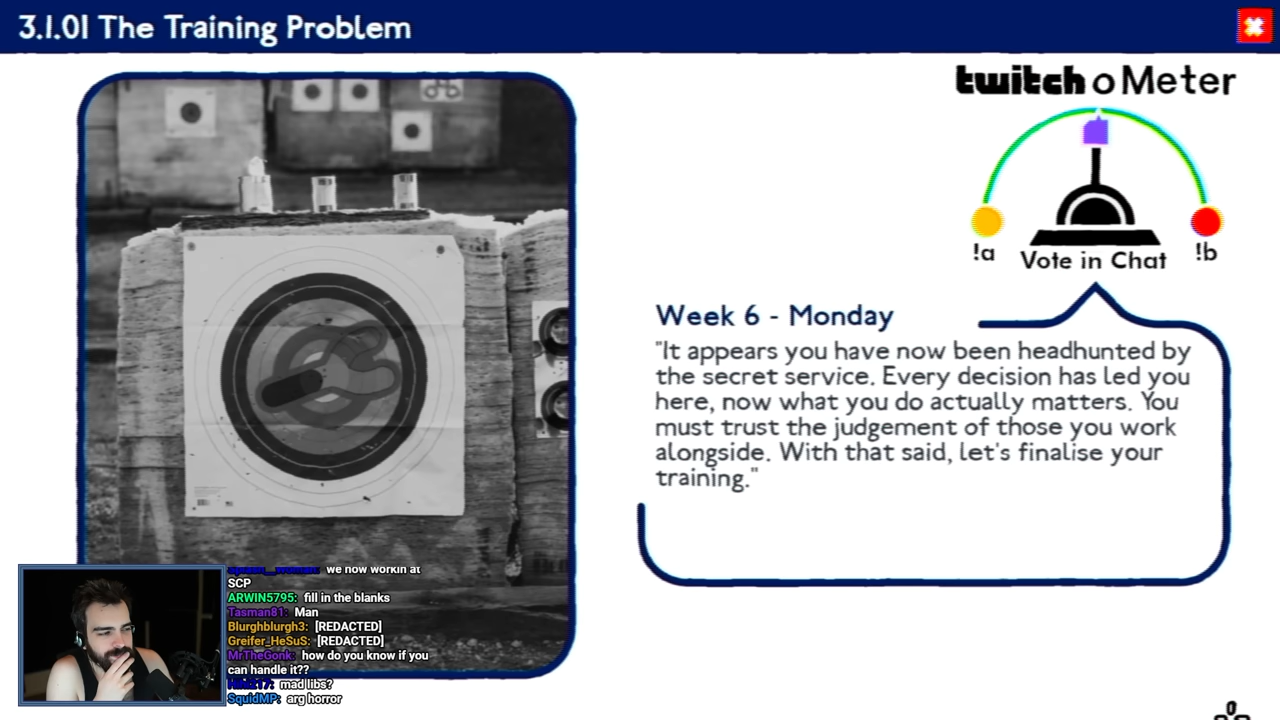 3.1.01 The Training Problem
twitch o Meter
!a
Vote in Chat
!b
Week 6 - Monday
"It appears you have now been headhunted by
the secret service. Every decision has led you
here, now what you do actually matters. You
must trust the judgement of those you work
alongside. With that said, let's finalise your
training."
we now workin at
SCP
ARWIN5795: fill in the blanks
Tasman81: Man
Blurghblurgh3: [REDACTED]
Greifer_HeSuS: [REDACTED]
MrTheGonk: how do you know if you
can handle it??
mad libs?
SquidMP: arg horror